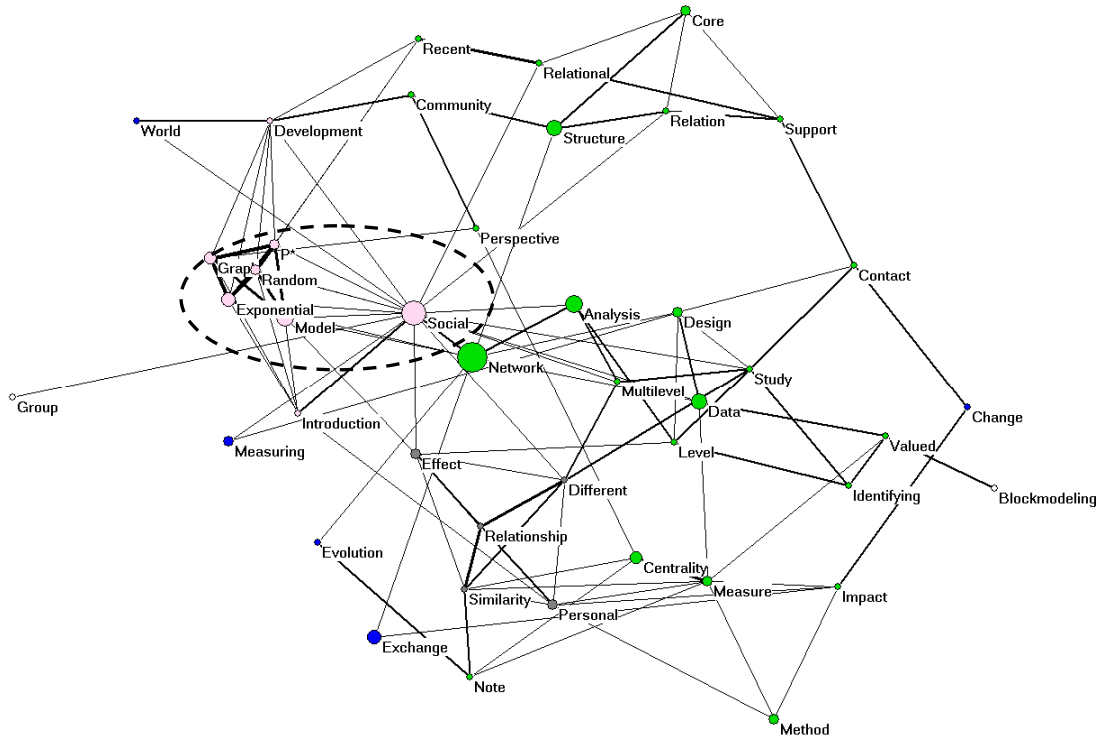 Core
Recent
Relational
Community
World
Development
Structure
Relation
Support
Perspective
P*
Grap
Random
Contact
Exponential
Model
Social
Analysis
Design
Network
Study
Multilevel
Data
Group
Introduction
Change
Measuring
Level
Valued
Effect
Different
Identifying
Blockmodeling
Relationship
Evolution
Centrality
Similarity
Measure
Impact
Personal
Exchange
Note
Method